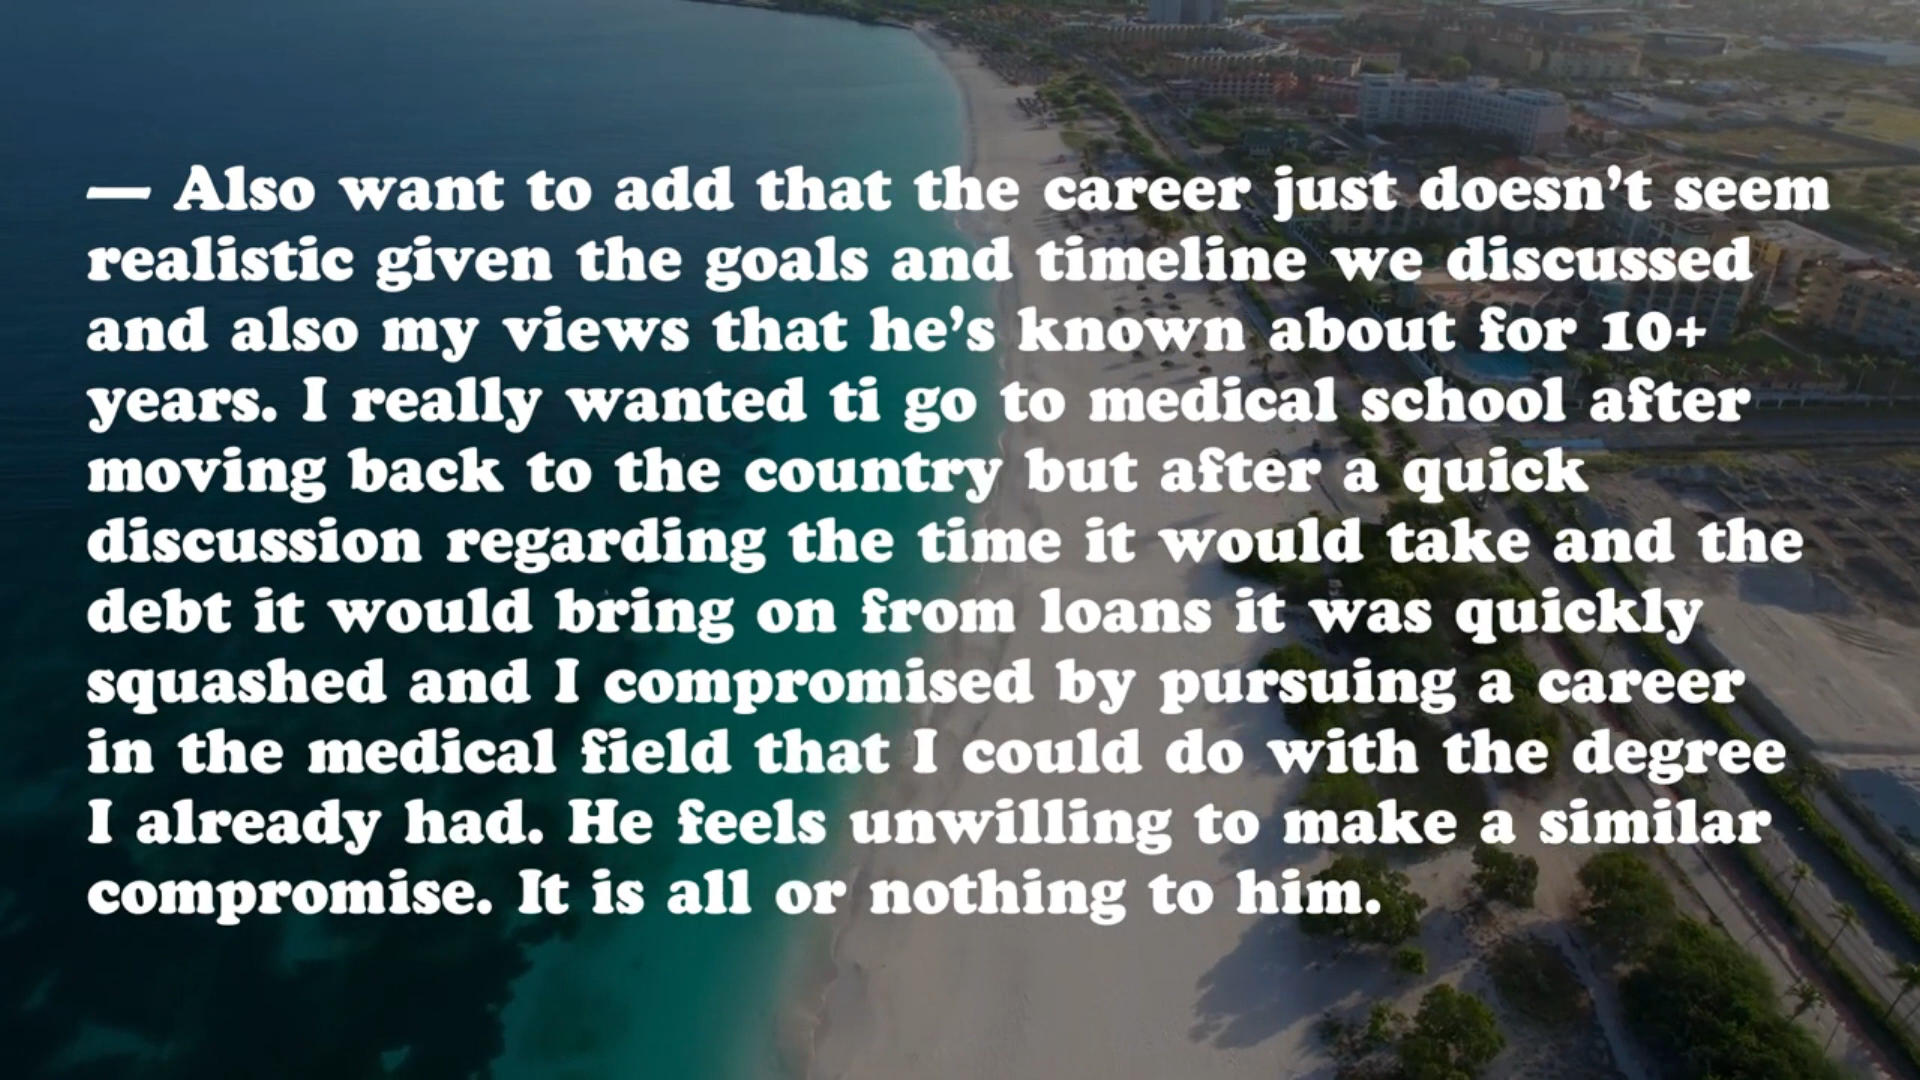 — Also want to add that the career just doesn’t seem
realistic given the goals and timeline we discussed
and also my views that he’s known about for 10+
years. I really wanted ti go to medical school after
moving back to the country but after a quick
discussion regarding the time it would take and the
debt it would bring on from loans it was quickly
squashed and I compromised by pursuing a career
in the medical field that I could do with the degree
I already had. He feels unwilling to make a similar
compromise. It is all or nothing to him.